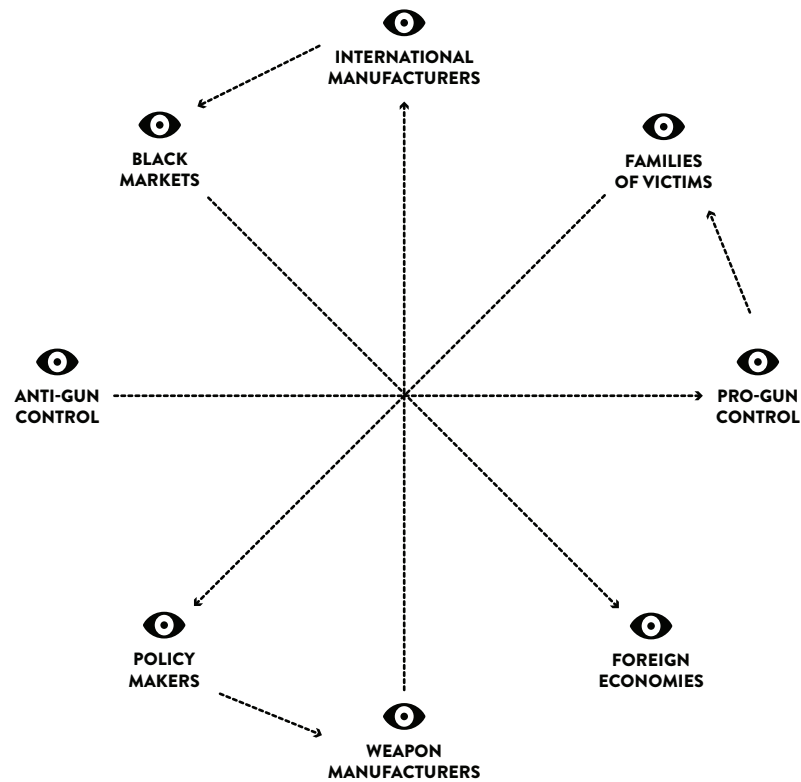 INTERNATIONAL
MANUFACTURERS
BLACK
MARKETS
FAMILIES
OF VICTIMS
ANTI-GUN
CONTROL
PRO-GUN
CONTROL
POLICY
MAKERS
FOREIGN
ECONOMIES
WEAPON
MANUFACTURERS